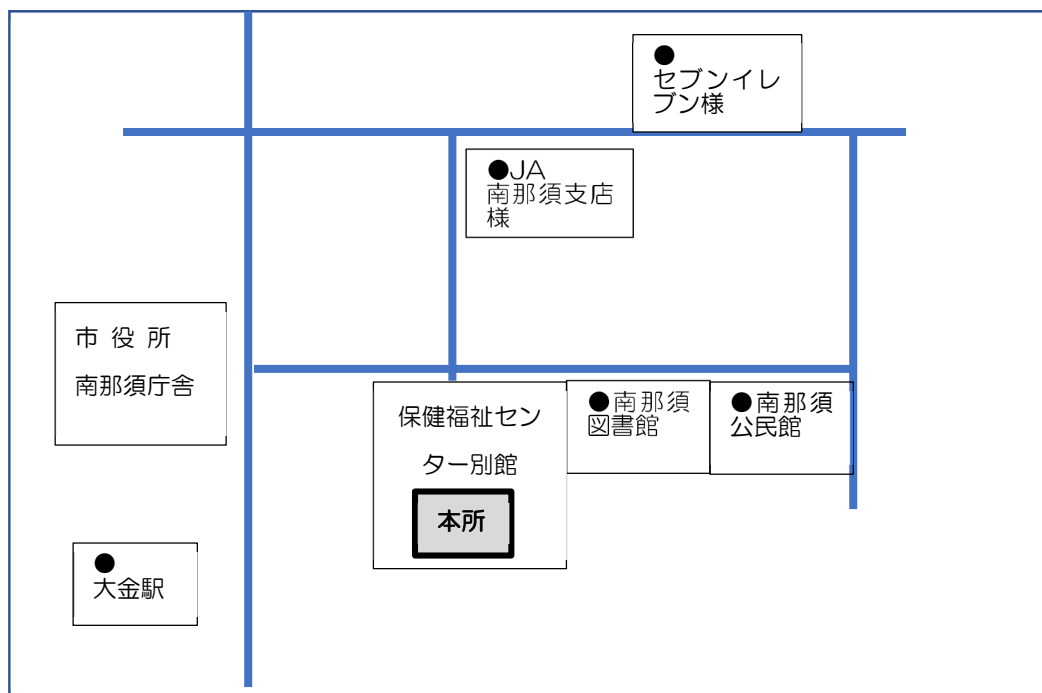 ●
セブンイレ
ブン様
●JA
南那須支店
様
市 役 所
南那須庁舎
保健福祉セン
ター別館
本所
●南那須
図書館
●南那須
公民館
●
大金駅